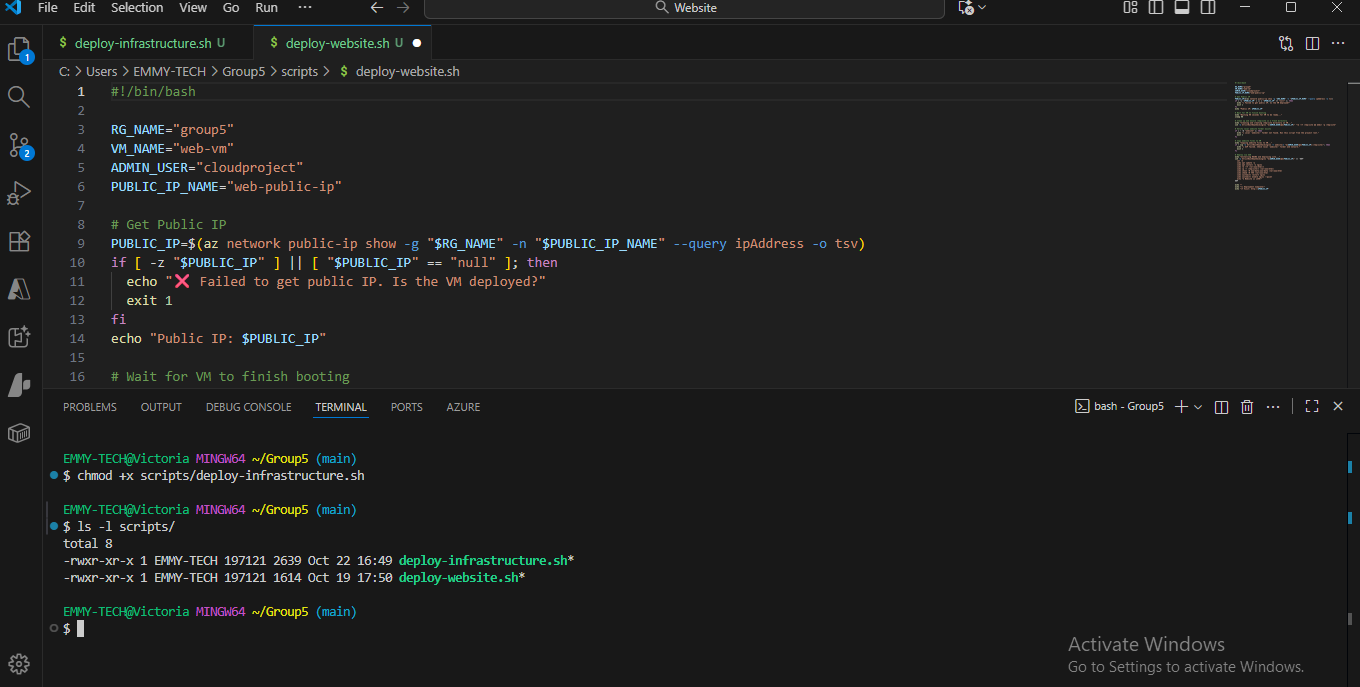 File Edit Selection View Go Run ··· Website
deploy-infrastructure.sh U
deploy-website.sh U
C: > Users > EMMY-TECH > Group5 > scripts > $ deploy-website.sh
1 #!/bin/bash
2
3 RG_NAME="group5"
4 VM_NAME="web-vm"
5 ADMIN_USER="cloudproject"
6 PUBLIC_IP_NAME="web-public-ip"
7
8 # Get Public IP
9 PUBLIC_IP=$(az network public-ip show -g "$RG_NAME" -n "$PUBLIC_IP_NAME" --query ipAddress -o tsv)
10 if [ -z "$PUBLIC_IP" ] || [ "$PUBLIC_IP" == "null" ]; then
11 echo "❌ Failed to get public IP. Is the VM deployed?"
12 exit 1
13 fi
14 echo "Public IP: $PUBLIC_IP"
15
16 # Wait for VM to finish booting
1
2
PROBLEMS OUTPUT DEBUG CONSOLE TERMINAL PORTS AZURE
bash - Group5
EMMY-TECH@Victoria MINGW64 ~/Group5 (main)
$ chmod +x scripts/deploy-infrastructure.sh
EMMY-TECH@Victoria MINGW64 ~/Group5 (main)
$ ls -l scripts/
total 8
-rwxr-xr-x 1 EMMY-TECH 197121 2639 Oct 22 16:49 deploy-infrastructure.sh*
-rwxr-xr-x 1 EMMY-TECH 197121 1614 Oct 19 17:50 deploy-website.sh*
EMMY-TECH@Victoria MINGW64 ~/Group5 (main)
$
Activate Windows
Go to Settings to activate Windows.